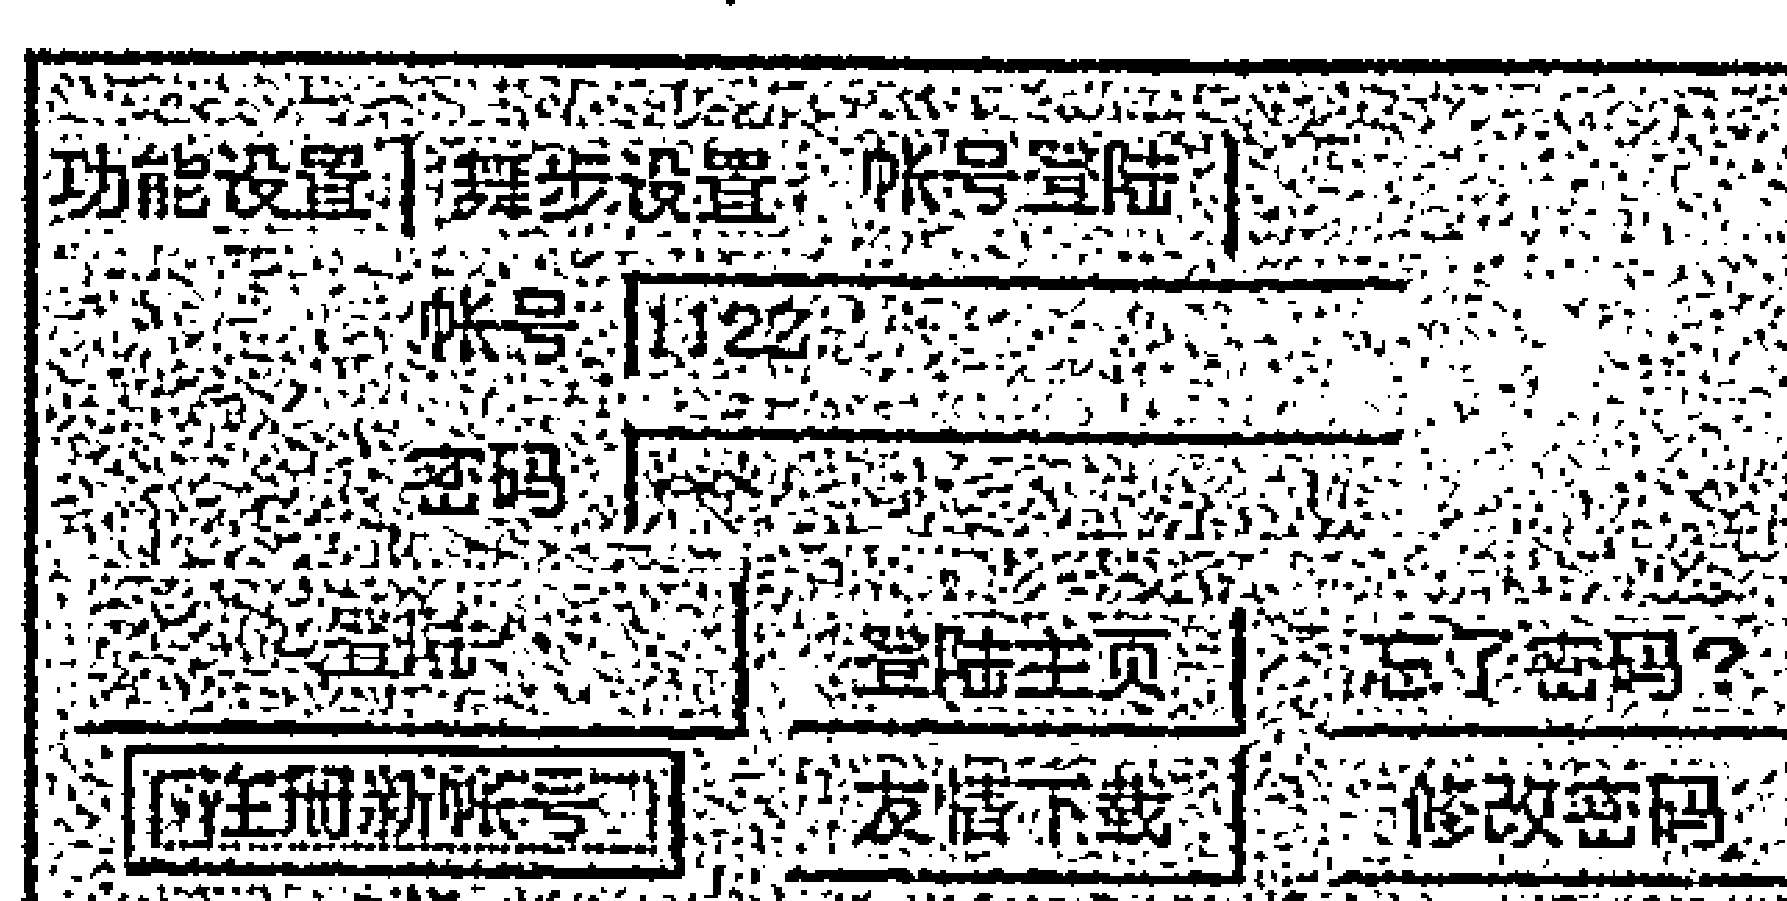 功能设置 舞步设置 帐号登陆
帐号 1122
密码
登陆主页 忘了密码？
注册新帐号 友情下载 修改密码